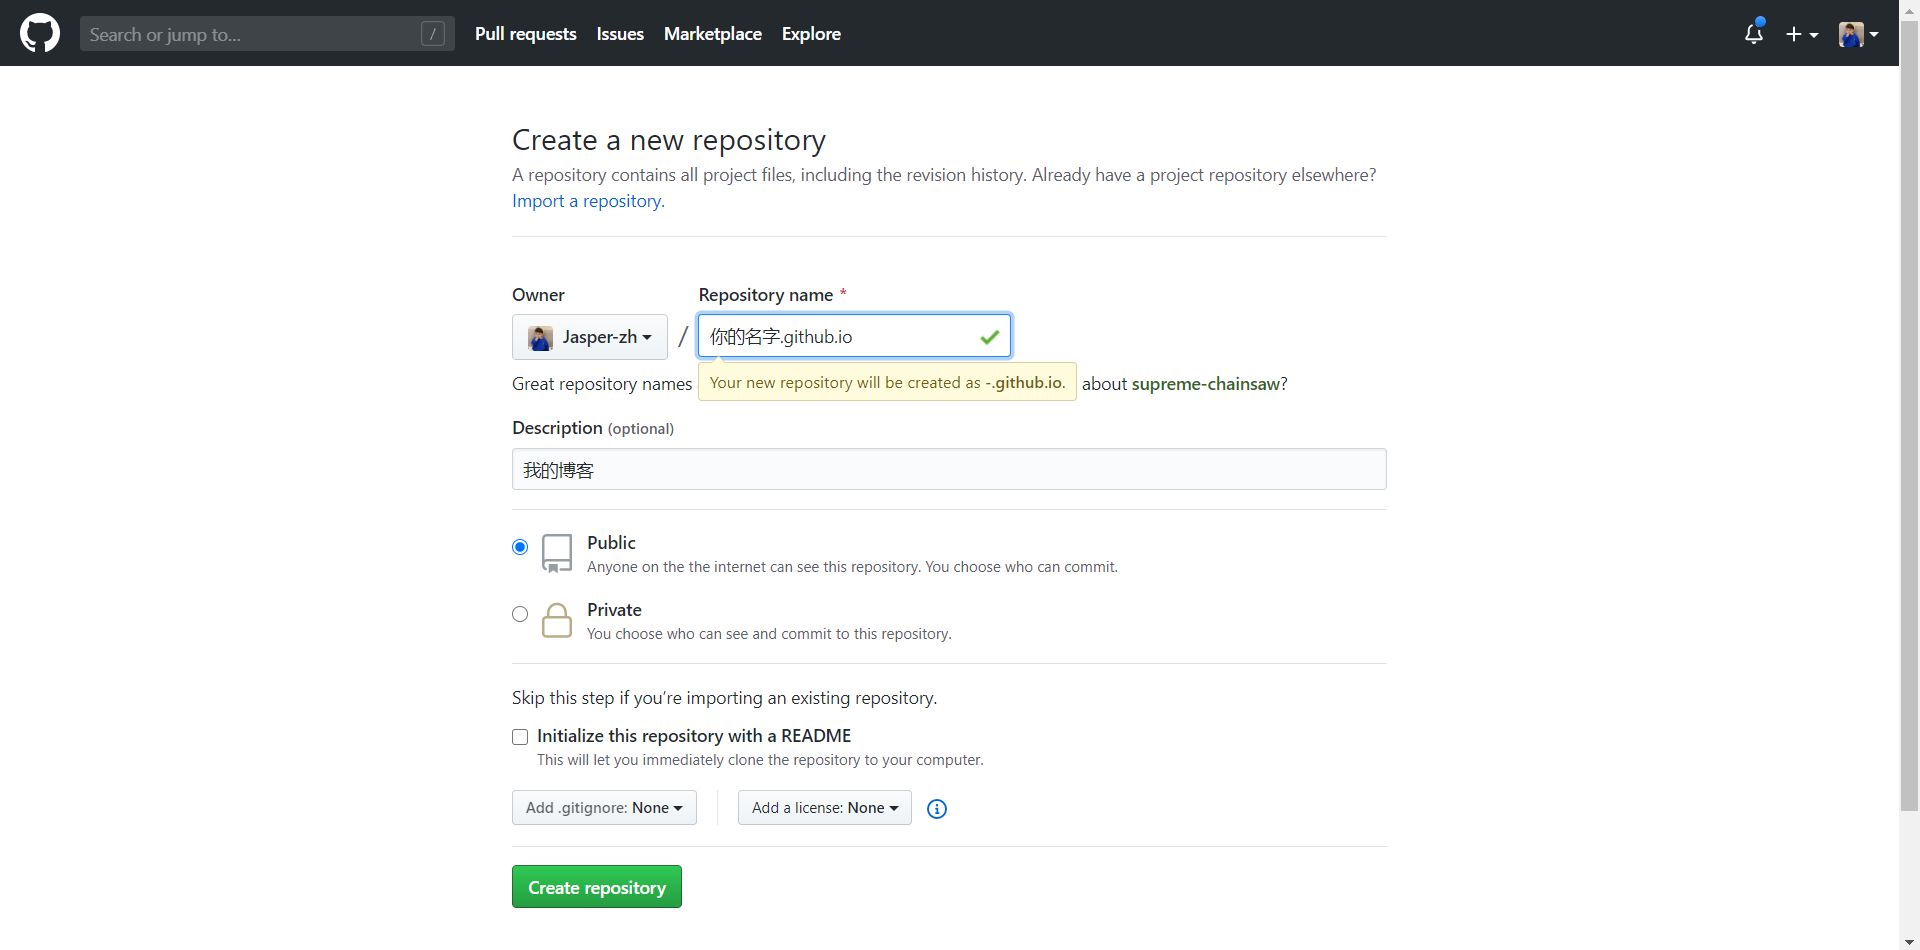 Search or jump to... / Pull requests Issues Marketplace Explore
Create a new repository
A repository contains all project files, including the revision history. Already have a project repository elsewhere?
Import a repository.
Owner Repository name *
Jasper-zh / 你的名字.github.io
Great repository names Your new repository will be created as -.github.io. about supreme-chainsaw?
Description (optional)
我的博客
Public
Anyone on the the internet can see this repository. You choose who can commit.
Private
You choose who can see and commit to this repository.
Skip this step if you’re importing an existing repository.
Initialize this repository with a README
This will let you immediately clone the repository to your computer.
Add .gitignore: None Add a license: None
Create repository